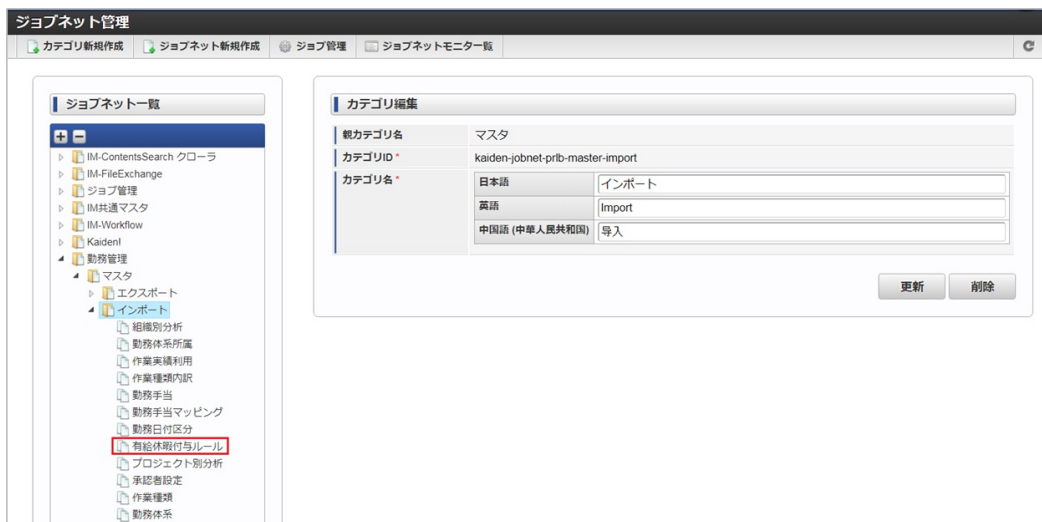 ジョブネット管理
カテゴリ新規作成 ジョブネット新規作成 ジョブ管理 ジョブネットモニター覧
ジョブネット一覧
IM-ContentsSearch クローラ
IM-FileExchange
ジョブ管理
IM共通マスタ
IM-Workflow
Kaiden!
勤務管理
マスタ
エクスポート
インポート
組織別分析
勤務体系所属
作業実績利用
作業種類内訳
勤務手当
勤務手当マッピング
勤務日付区分
有給休暇付与ルール
プロジェクト別分析
承認者設定
作業種類
勤務体系
カテゴリ編集
親カテゴリ名 マスタ
カテゴリID * kaiden-jobnet-prlb-master-import
カテゴリ名 * 日本語 インポート
英語 Import
中国語 (中華人民共和国) 导入
更新 削除